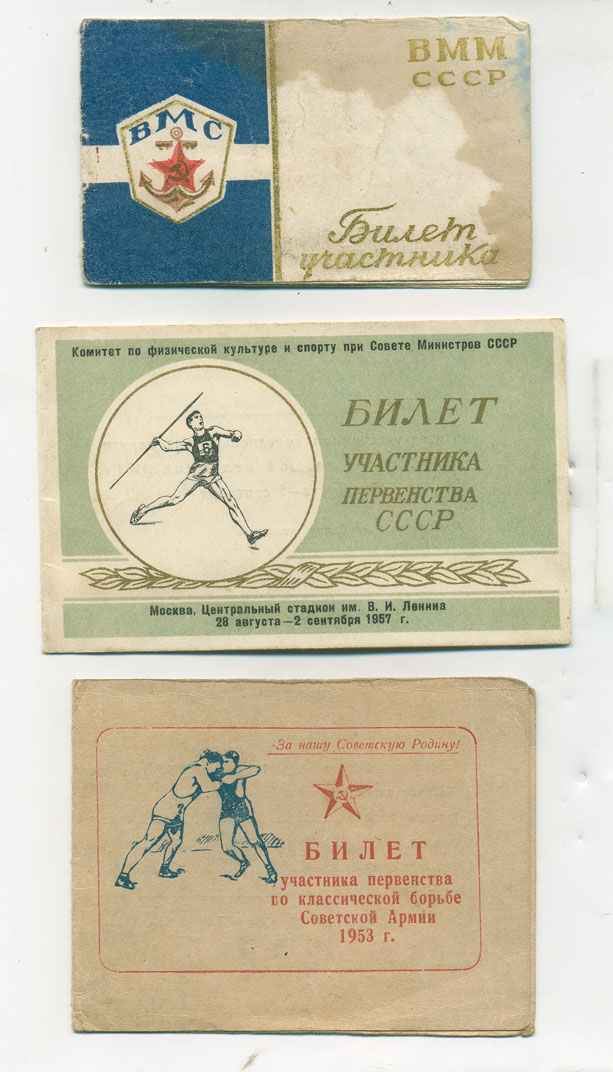 ВМС
ВММ
СССР
Билет
участника
Комитет по физической культуре и спорту при Совете Министров СССР
6
БИЛЕТ
УЧАСТНИКА
ПЕРВЕНСТВА
СССР
Москва, Центральный стадион им. В. И. Ленина
28 августа—2 сентября 1957 г.
За нашу Советскую Родину!
2
БИЛЕТ
участника первенства
по классической борьбе
Советской Армии
1953 г.